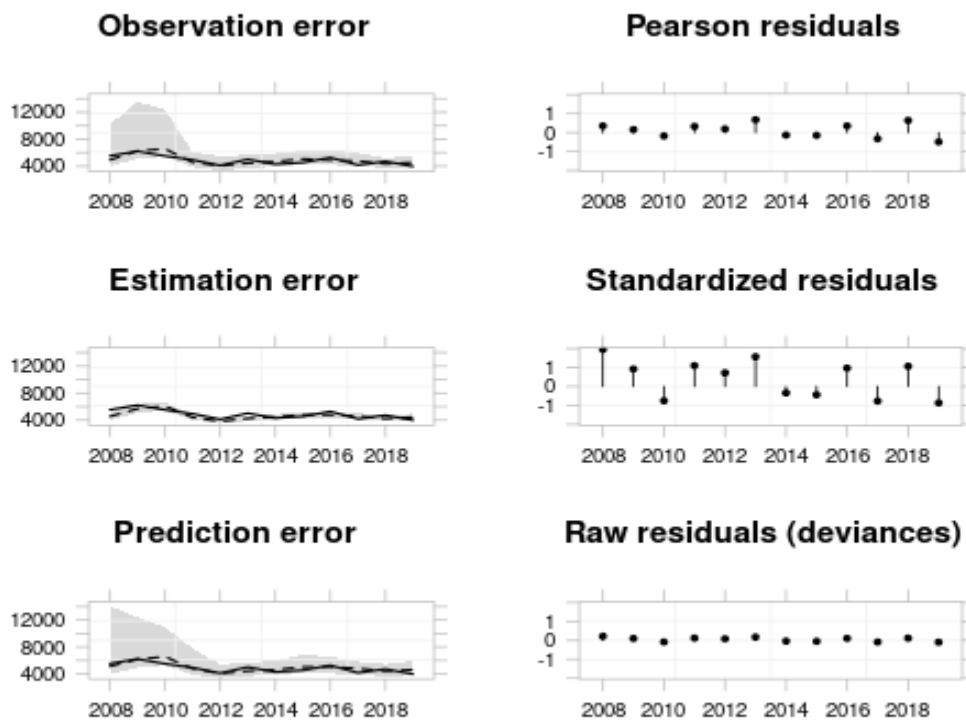 Observation error
12000
8000
4000
2008 2010 2012 2014 2016 2018
Pearson residuals
1
0
-1
2008 2010 2012 2014 2016 2018
Estimation error
12000
8000
4000
2008 2010 2012 2014 2016 2018
Standardized residuals
1
0
-1
2008 2010 2012 2014 2016 2018
Prediction error
12000
8000
4000
2008 2010 2012 2014 2016 2018
Raw residuals (deviances)
1
0
-1
2008 2010 2012 2014 2016 2018